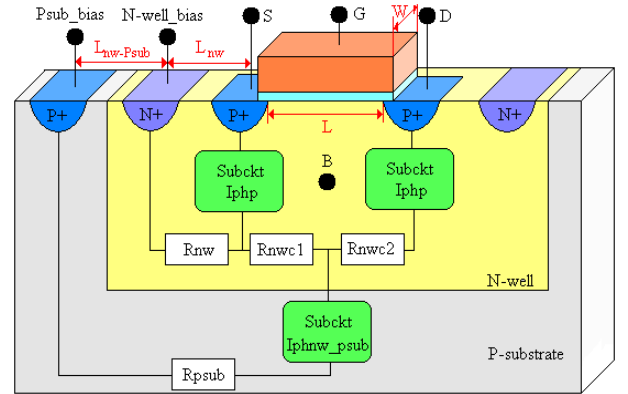 Psub_bias N-well_bias S G W D
Lnw-Psub Lnw
P+ N+ P+ P+ N+
L
B
Subckt
Iphp
Subckt
Iphp
Rnw Rnwc1 Rnwc2
N-well
Subckt
Iphnw_psub
P-substrate
Rpsub